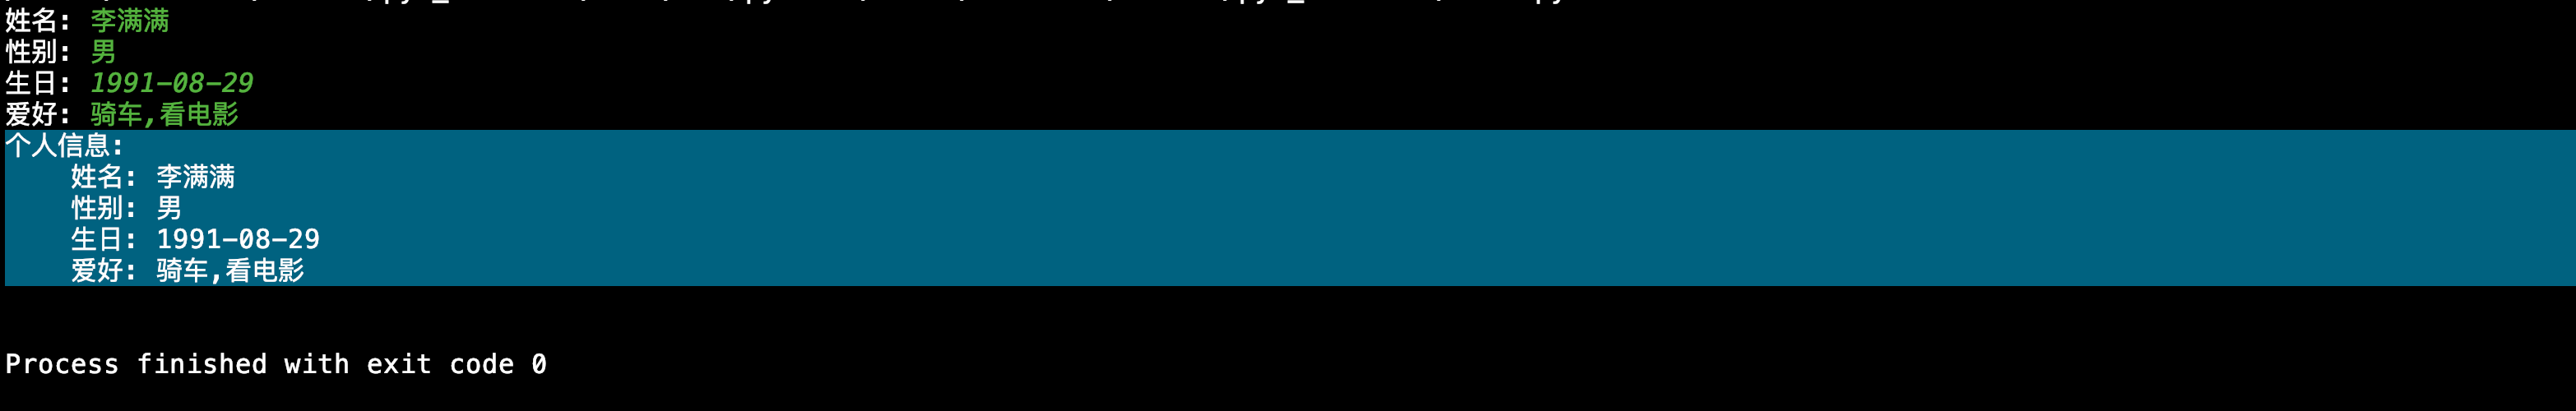 姓名: 李满满
性别: 男
生日: 1991-08-29
爱好: 骑车,看电影
个人信息:
姓名: 李满满
性别: 男
生日: 1991-08-29
爱好: 骑车,看电影
Process finished with exit code 0